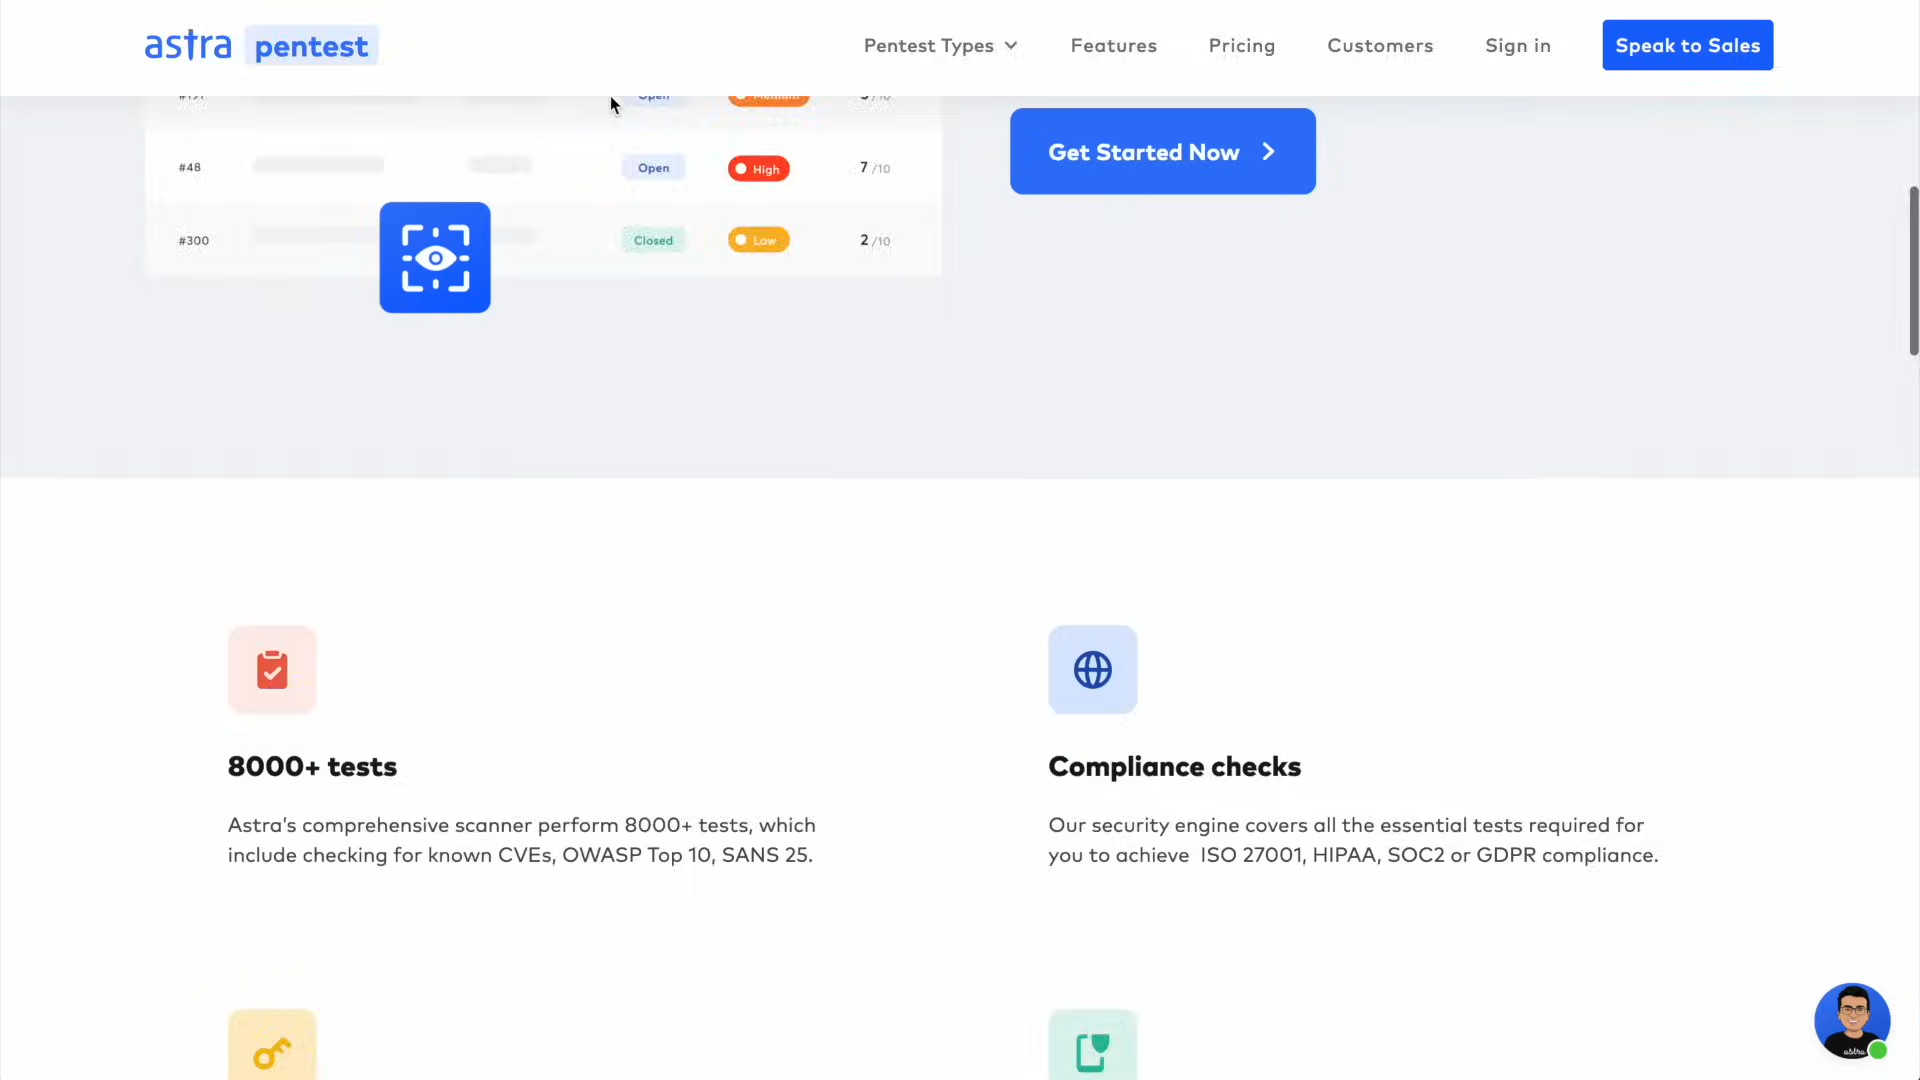 astra pentest
Pentest Types
Features
Pricing
Customers
Sign in
Speak to Sales
Get Started Now
#48
Open
High
7 /10
#300
Closed
Low
2 /10
8000+ tests
Astra's comprehensive scanner perform 8000+ tests, which
include checking for known CVEs, OWASP Top 10, SANS 25.
Compliance checks
Our security engine covers all the essential tests required for
you to achieve  ISO 27001, HIPAA, SOC2 or GDPR compliance.
astra